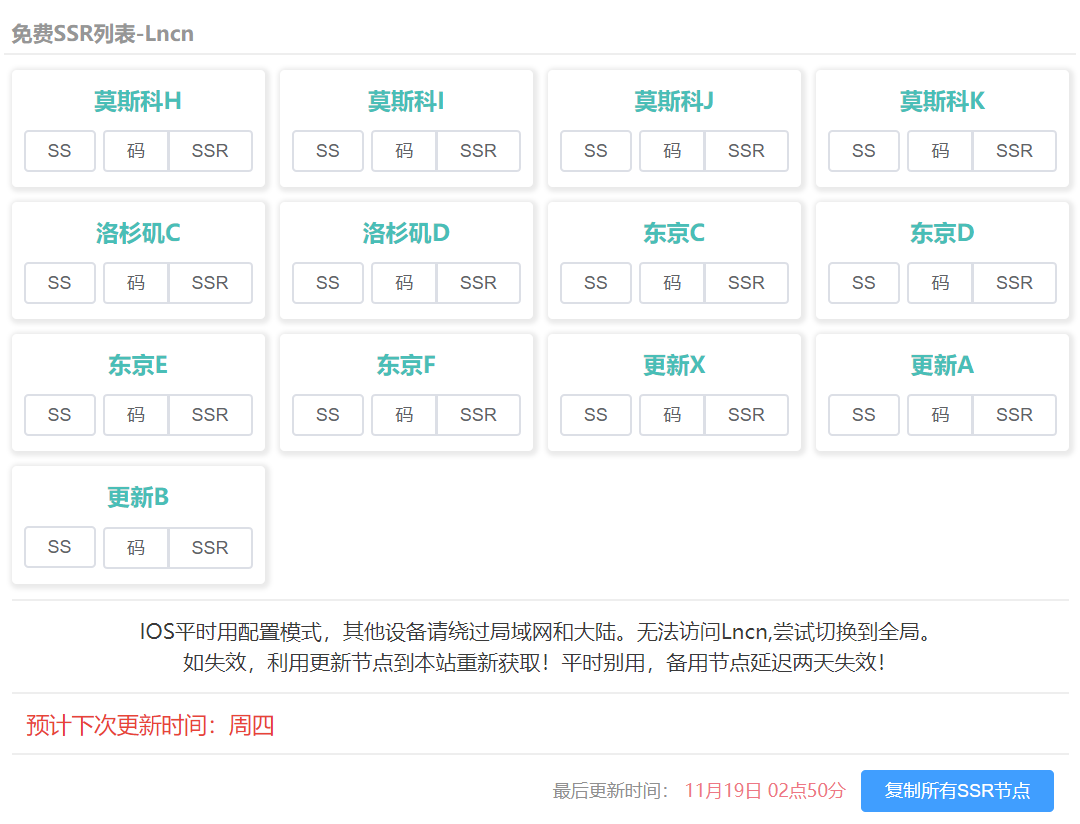 免费SSR列表-Lncn
莫斯科H 莫斯科I 莫斯科J 莫斯科K
SS 码 SSR SS 码 SSR SS 码 SSR SS 码 SSR
洛杉矶C 洛杉矶D 东京C 东京D
SS 码 SSR SS 码 SSR SS 码 SSR SS 码 SSR
东京E 东京F 更新X 更新A
SS 码 SSR SS 码 SSR SS 码 SSR SS 码 SSR
更新B
SS 码 SSR
IOS平时用配置模式，其他设备请绕过局域网和大陆。无法访问Lncn,尝试切换到全局。
如失效，利用更新节点到本站重新获取！平时别用，备用节点延迟两天失效！
预计下次更新时间：周四
最后更新时间： 11月19日 02点50分 复制所有SSR节点